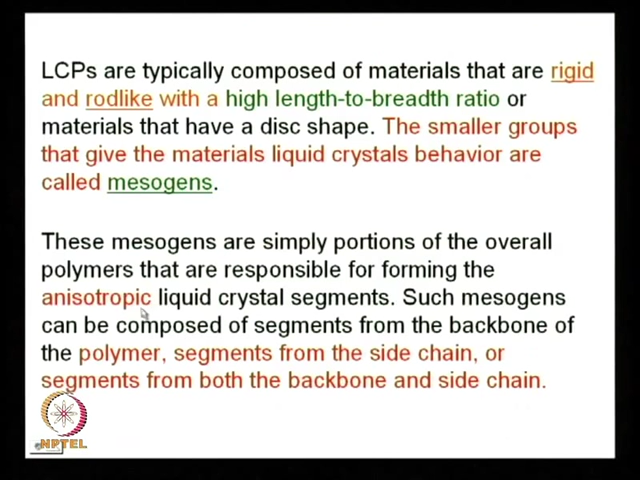 LCPs are typically composed of materials that are rigid
and rodlike with a high length-to-breadth ratio or
materials that have a disc shape. The smaller groups
that give the materials liquid crystals behavior are
called mesogens.
These mesogens are simply portions of the overall
polymers that are responsible for forming the
anisotropic liquid crystal segments. Such mesogens
can be composed of segments from the backbone of
the polymer, segments from the side chain, or
segments from both the backbone and side chain.
NPTEL